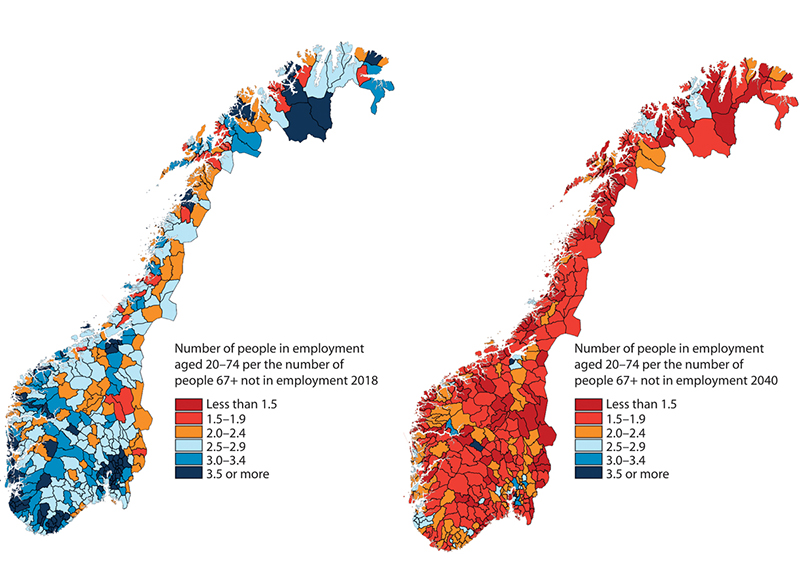 Number of people in employment
aged 20–74 per the number of
people 67+ not in employment 2018
Less than 1.5
1.5–1.9
2.0–2.4
2.5–2.9
3.0–3.4
3.5 or more
Number of people in employment
aged 20–74 per the number of
people 67+ not in employment 2040
Less than 1.5
1.5–1.9
2.0–2.4
2.5–2.9
3.0–3.4
3.5 or more